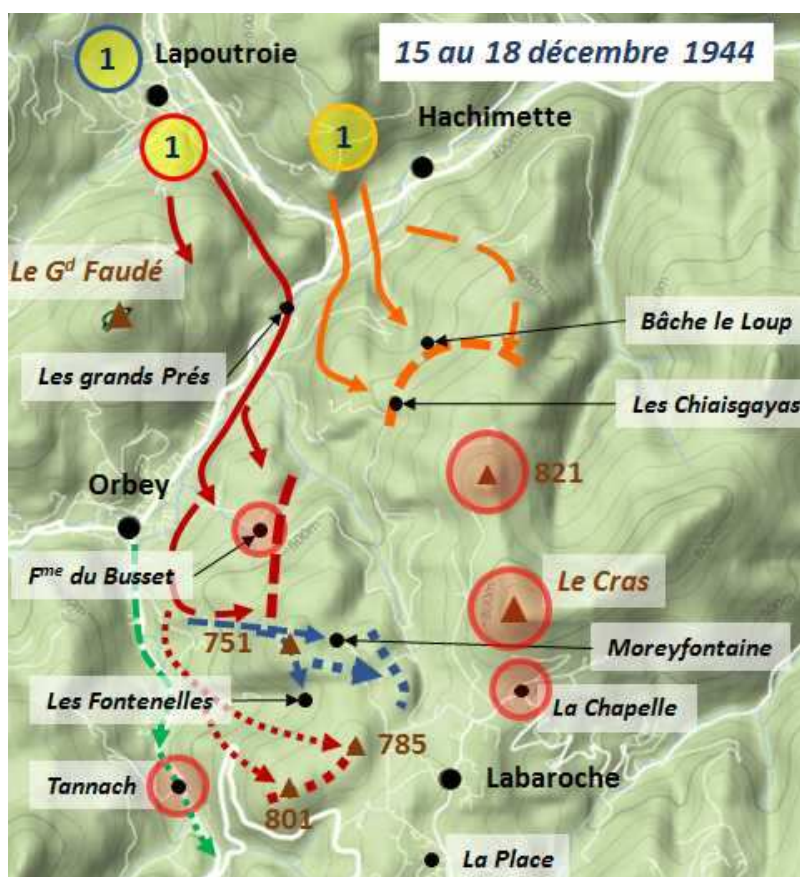 1
Lapoutroie
15 au 18 décembre 1944
1
1
Hachimette
400m
Le Gᵈ Faudé
600m
Bâche le Loup
Les grands Prés
Les Chiaisgayas
821
Orbey
Fᵐᵉ du Busset
Le Cras
751
Moreyfontaine
Les Fontenelles
La Chapelle
785
Tannach
Labaroche
801
La Place